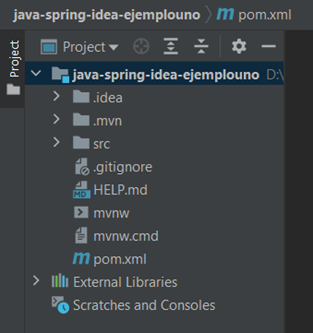 java-spring-idea-ejemplouno pom.xml
Project
Project
java-spring-idea-ejemplouno D:\
.idea
.mvn
src
.gitignore
HELP.md
mvnw
mvnw.cmd
pom.xml
External Libraries
Scratches and Consoles